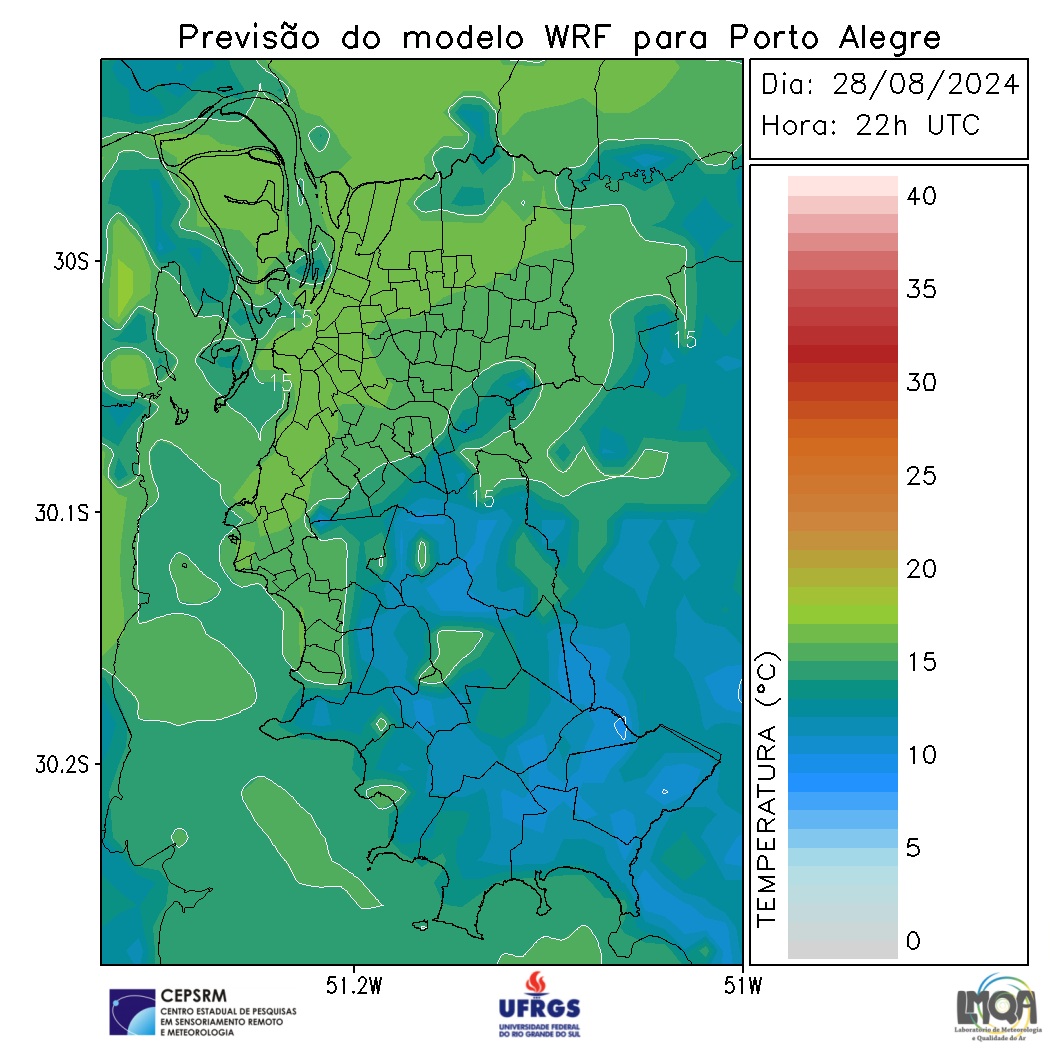 Previsão do modelo WRF para Porto Alegre
Dia: 28/08/2024
Hora: 22h UTC
30S
30.1S
30.2S
51.2W
51W
15
15
15
15
TEMPERATURA (°C)
40
35
30
25
20
15
10
5
0
CEPSRM
CENTRO ESTADUAL DE PESQUISAS
EM SENSORIAMENTO REMOTO
E METEOROLOGIA
UFRGS
UNIVERSIDADE FEDERAL
DO RIO GRANDE DO SUL
LMQA
Laboratório de Meteorologia
e Qualidade do Ar